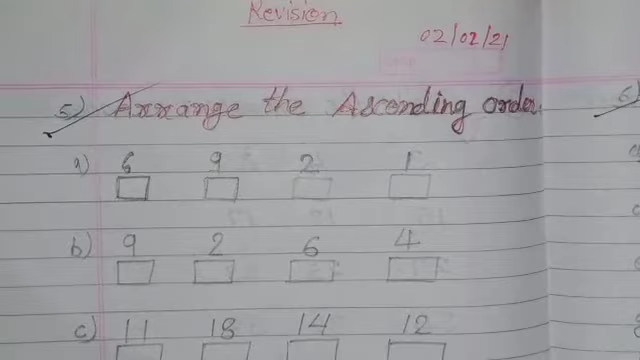 Revision
02/02/21
5) Arrange the Ascending order.
a) 6 9 2 1
b) 9 2 6 4
c) 11 18 14 12
6)